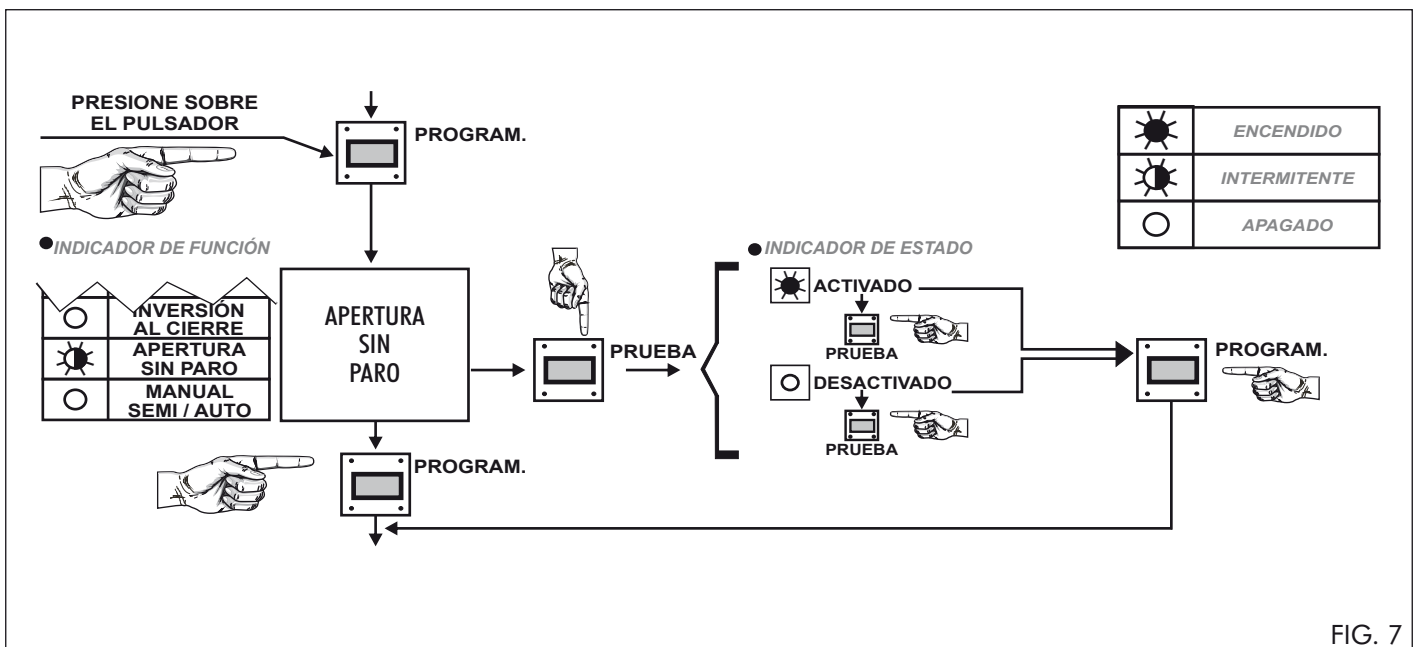 PRESIONE SOBRE
EL PULSADOR
PROGRAM.
ENCENDIDO
INTERMITENTE
APAGADO
INDICADOR DE FUNCIÓN
INVERSIÓN
AL CIERRE
APERTURA
SIN PARO
MANUAL
SEMI / AUTO
APERTURA
SIN
PARO
PRUEBA
INDICADOR DE ESTADO
ACTIVADO
PRUEBA
DESACTIVADO
PRUEBA
PROGRAM.
PROGRAM.
FIG. 7